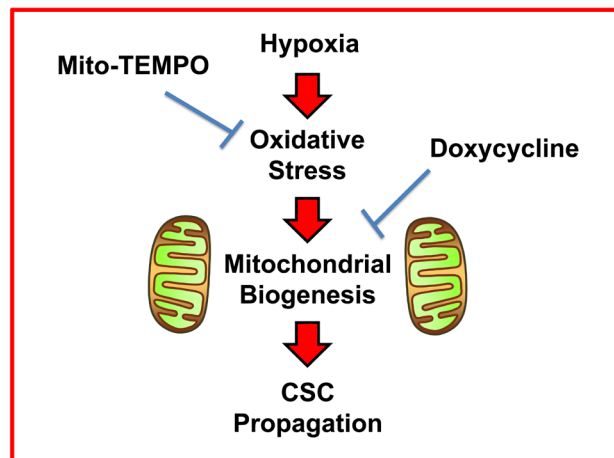 Hypoxia
Mito-TEMPO
Oxidative
Stress
Doxycycline
Mitochondrial
Biogenesis
CSC
Propagation